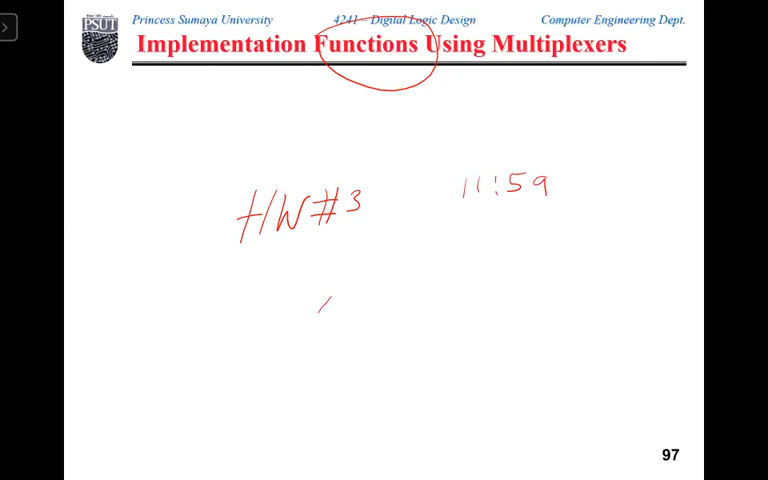 Princess Sumaya University 4241 - Digital Logic Design Computer Engineering Dept.
PSUT
Implementation Functions Using Multiplexers
HW#3 11:59
97